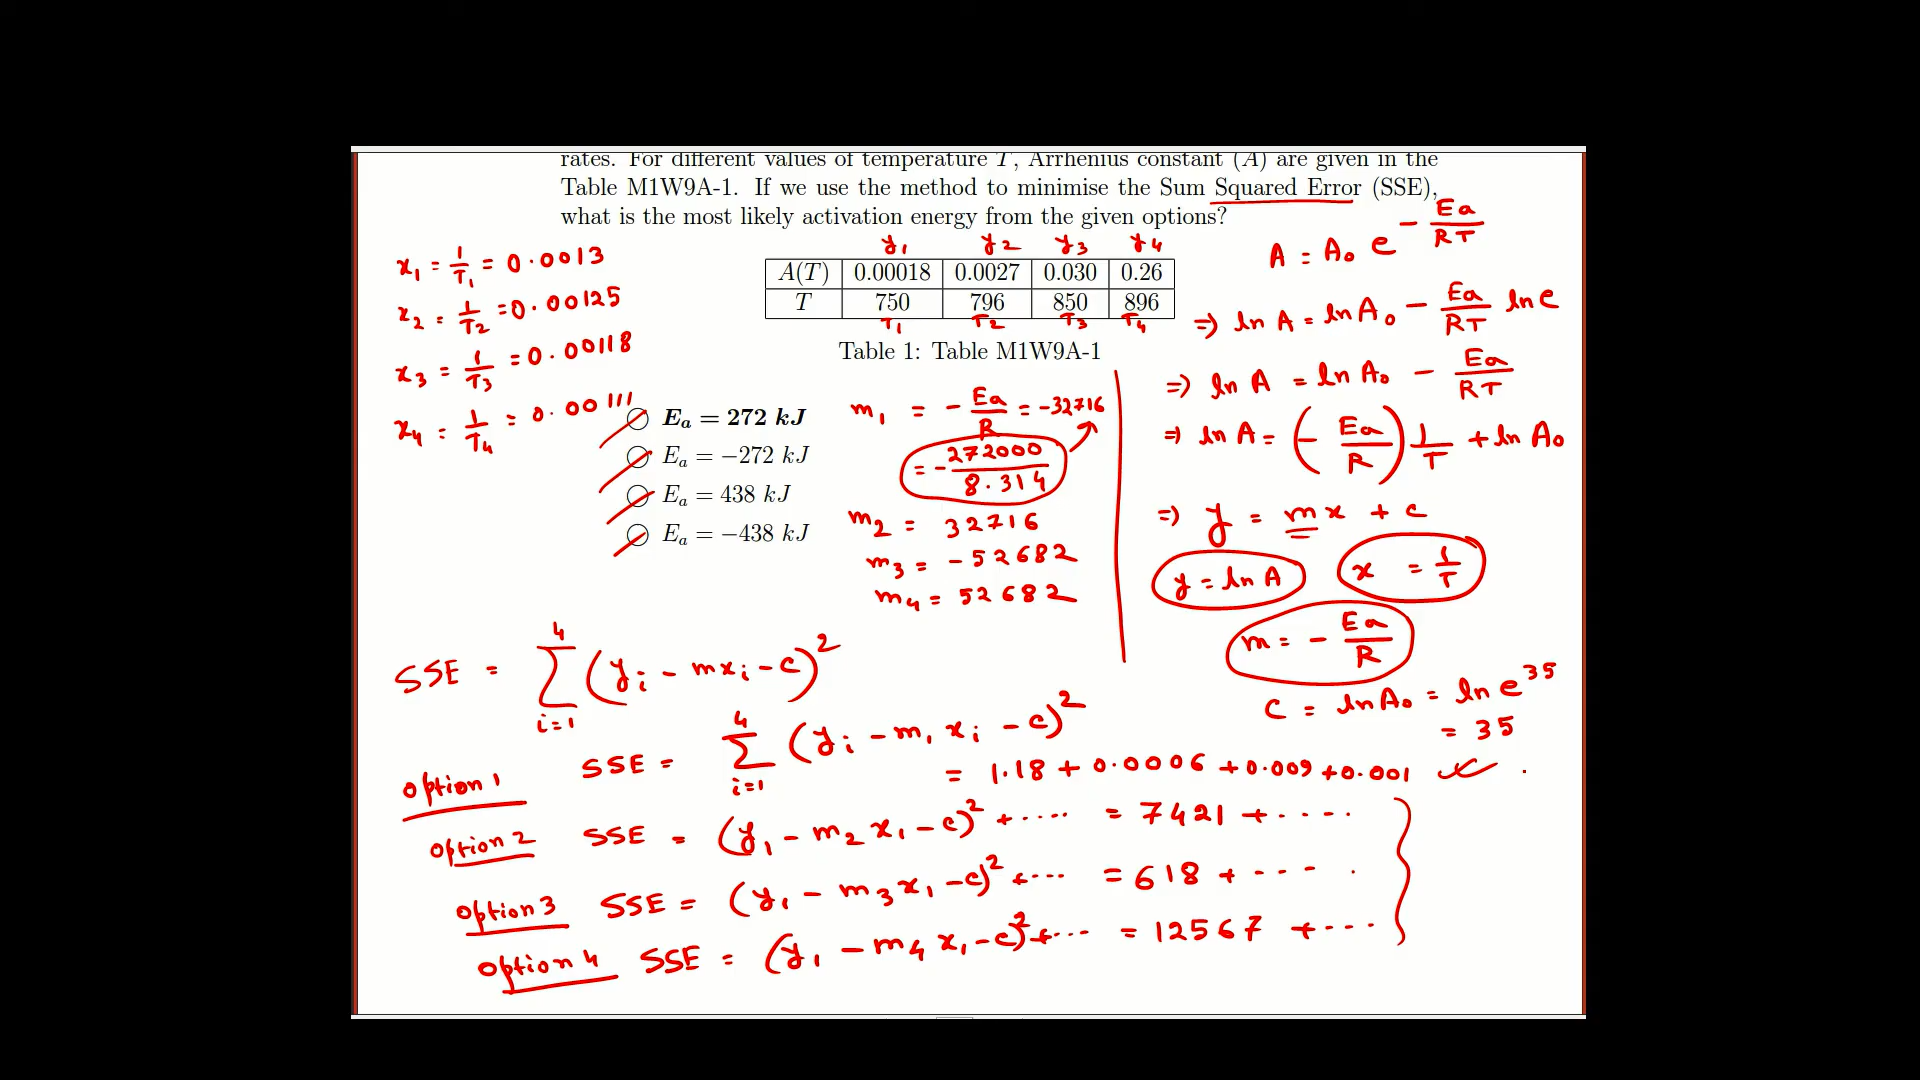 rates. For different values of temperature T, Arrhenius constant (A) are given in the
Table M1W9A-1. If we use the method to minimise the Sum Squared Error (SSE),
what is the most likely activation energy from the given options?
y₁ y₂ y₃ y₄
A(T) 0.00018 0.0027 0.030 0.26
T 750 796 850 896
T₁ T₂ T₃ T₄
Table 1: Table M1W9A-1
x₁ = 1/T₁ = 0.0013
x₂ = 1/T₂ = 0.00125
x₃ = 1/T₃ = 0.00118
x₄ = 1/T₄ = 0.00111
Eₐ = 272 kJ
Eₐ = −272 kJ
Eₐ = 438 kJ
Eₐ = −438 kJ
m₁ = − Ea/R = −32716
= − 272000/8.314
m₂ = 32716
m₃ = −52682
m₄ = 52682
A = A₀ e^(− Ea/RT)
⇒ ln A = ln A₀ − Ea/RT ln e
⇒ ln A = ln A₀ − Ea/RT
⇒ ln A = (− Ea/R) 1/T + ln A₀
⇒ y = mx + c
y = ln A x = 1/T
m = − Ea/R
c = ln A₀ = ln e³⁵
= 35
SSE = Σ_{i=1}^{4} (yᵢ − mxᵢ − c)²
option 1 SSE = Σ_{i=1}^{4} (yᵢ − m₁xᵢ − c)²
= 1.18 + 0.0006 + 0.009 + 0.001 ✓
option 2 SSE = (y₁ − m₂x₁ − c)² + .... = 7421 + ....
option 3 SSE = (y₁ − m₃x₁ − c)² + ... = 618 + ....
option 4 SSE = (y₁ − m₄x₁ − c)² + ... = 12567 + ...